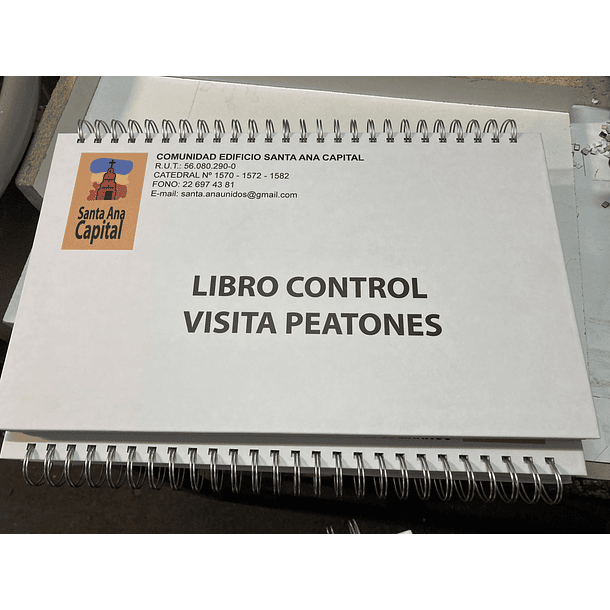 COMUNIDAD EDIFICIO SANTA ANA CAPITAL
R.U.T.: 56.080.290-0
CATEDRAL Nº 1570 - 1572 - 1582
FONO: 22 697 43 81
E-mail: santa.anaunidos@gmail.com
Santa Ana
Capital
LIBRO CONTROL
VISITA PEATONES